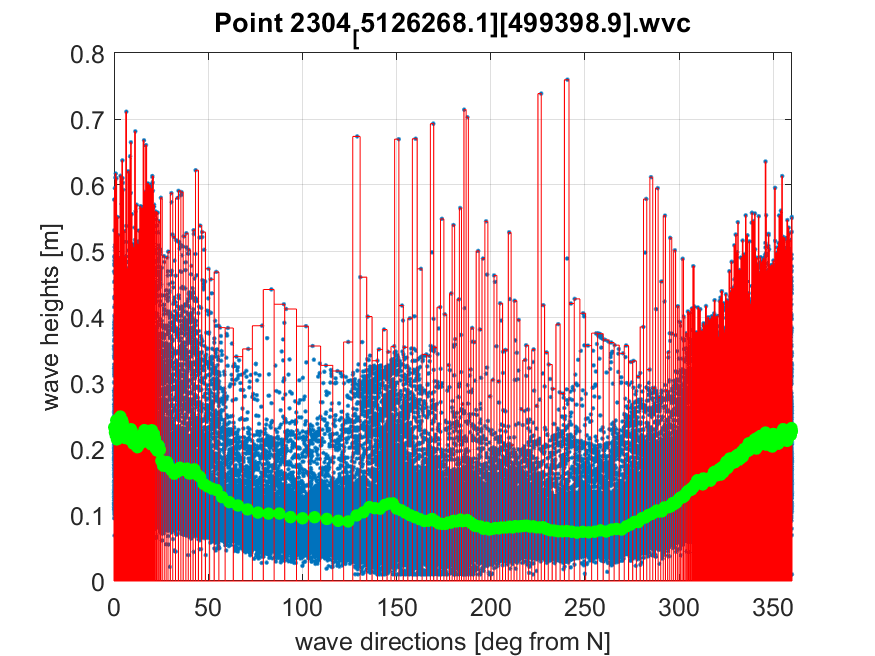 Point 2304[5126268.1][499398.9].wvc
0.8
0.7
0.6
0.5
0.4
0.3
0.2
0.1
0
wave heights [m]
0 50 100 150 200 250 300 350
wave directions [deg from N]